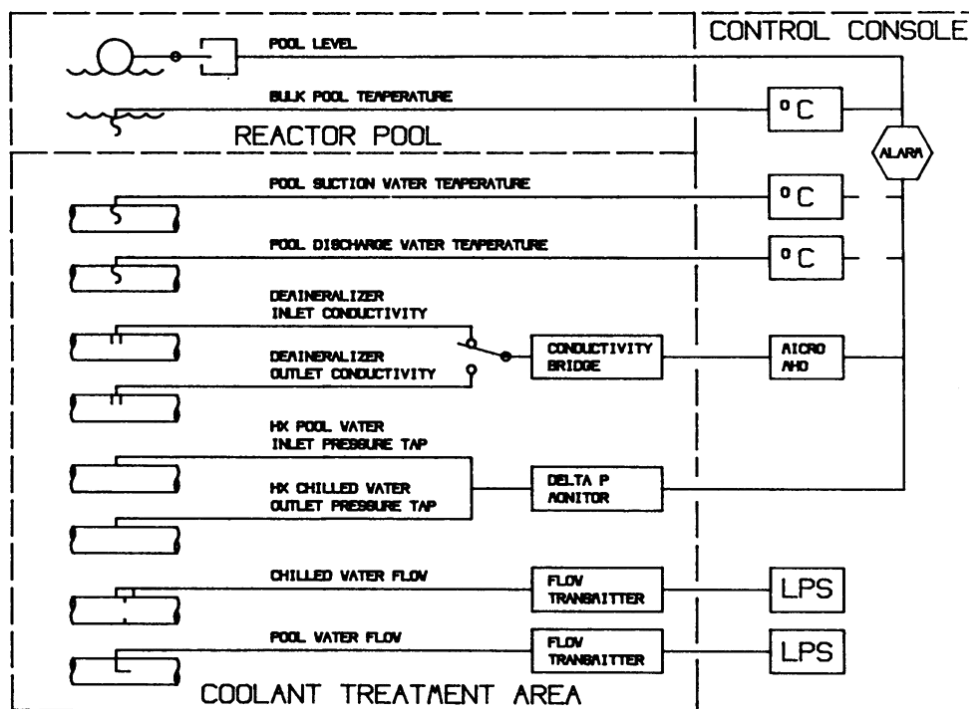 CONTROL CONSOLE
POOL LEVEL
BULK POOL TEMPERATURE
°C
REACTOR POOL
ALARM
POOL SUCTION WATER TEMPERATURE
°C
POOL DISCHARGE WATER TEMPERATURE
°C
DEMINERALIZER
INLET CONDUCTIVITY
CONDUCTIVITY
BRIDGE
MICRO
MHO
DEMINERALIZER
OUTLET CONDUCTIVITY
HX POOL WATER
INLET PRESSURE TAP
DELTA P
MONITOR
HX CHILLED WATER
OUTLET PRESSURE TAP
CHILLED WATER FLOW
FLOW
TRANSMITTER
LPS
POOL WATER FLOW
FLOW
TRANSMITTER
LPS
COOLANT TREATMENT AREA